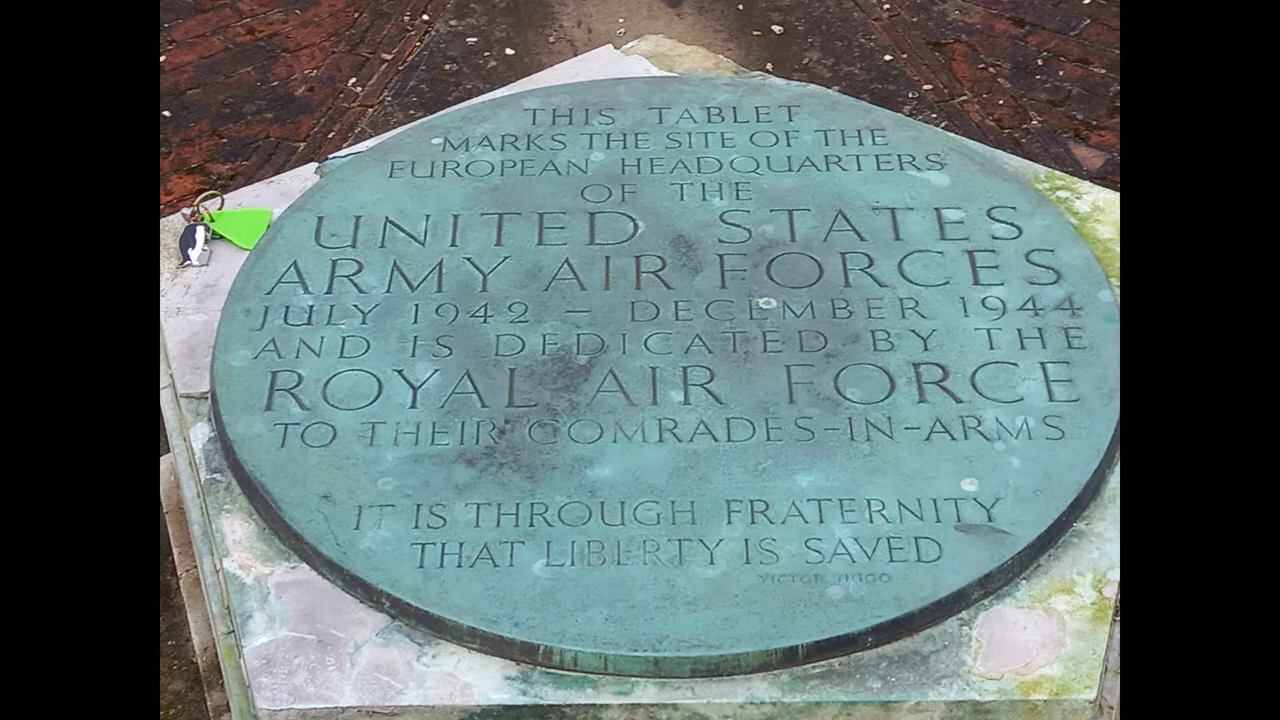 THIS TABLET
MARKS THE SITE OF THE
EUROPEAN HEADQUARTERS
OF THE
UNITED STATES
ARMY AIR FORCES
JULY 1942 – DECEMBER 1944
AND IS DEDICATED BY THE
ROYAL AIR FORCE
TO THEIR COMRADES-IN-ARMS
IT IS THROUGH FRATERNITY
THAT LIBERTY IS SAVED
VICTOR HUGO